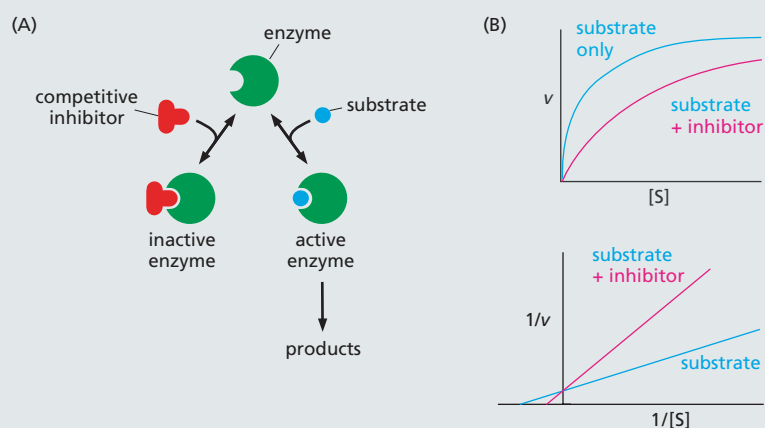 (A)
enzyme
competitive
inhibitor
substrate
inactive
enzyme
active
enzyme
products
(B)
substrate
only
v
substrate
+ inhibitor
[S]
substrate
+ inhibitor
1/v
substrate
1/[S]